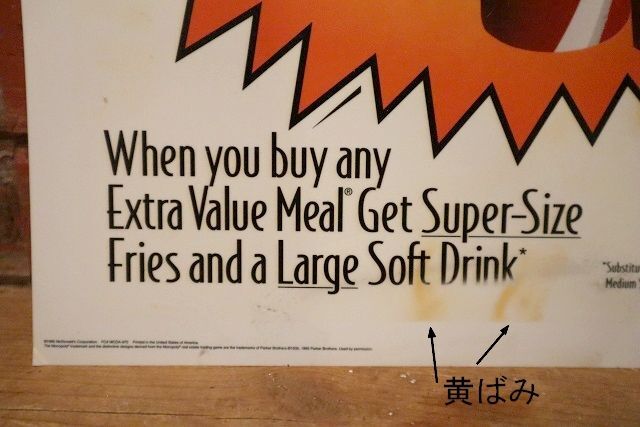 When you buy any
Extra Value Meal® Get Super-Size
Fries and a Large Soft Drink*
"Substitu
Medium
黄ばみ